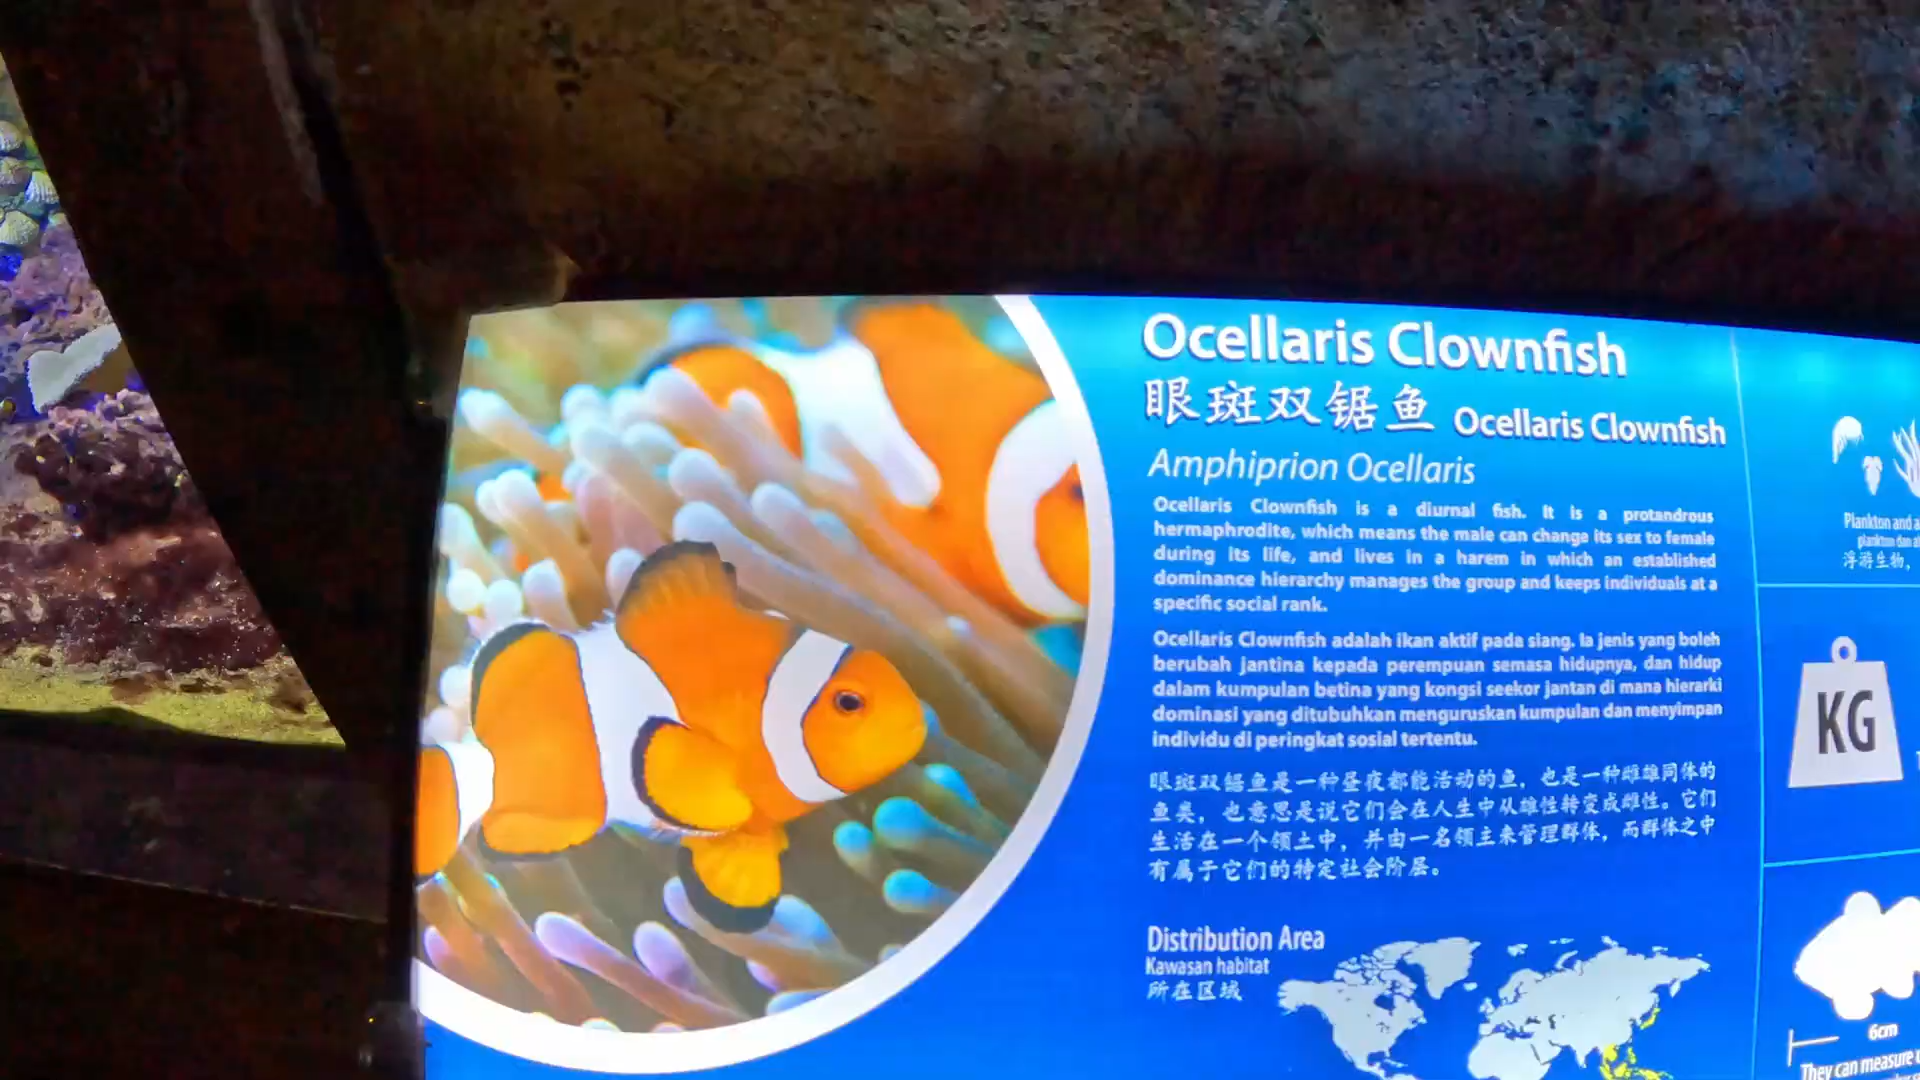 Ocellaris Clownfish
眼斑双锯鱼 Ocellaris Clownfish
Amphiprion Ocellaris
Ocellaris Clownfish is a diurnal fish. It is a protandrous
hermaphrodite, which means the male can change its sex to female
during its life, and lives in a harem in which an established
dominance hierarchy manages the group and keeps individuals at a
specific social rank.
Ocellaris Clownfish adalah ikan aktif pada siang. Ia jenis yang boleh
berubah jantina kepada perempuan semasa hidupnya, dan hidup
dalam kumpulan betina yang kongsi seekor jantan di mana hierarki
dominasi yang ditubuhkan menguruskan kumpulan dan menyimpan
individu di peringkat sosial tertentu.
眼斑双锯鱼是一种昼夜都能活动的鱼，也是一种雌雄同体的
鱼类，也意思是说它们会在人生中从雄性转变成雌性。它们
生活在一个领土中，并由一名领主来管理群体，而群体之中
有属于它们的特定社会阶层。
Distribution Area
Kawasan habitat
所在区域
Plankton and a
plankton dan al
浮游生物，
KG
6cm
They can measure